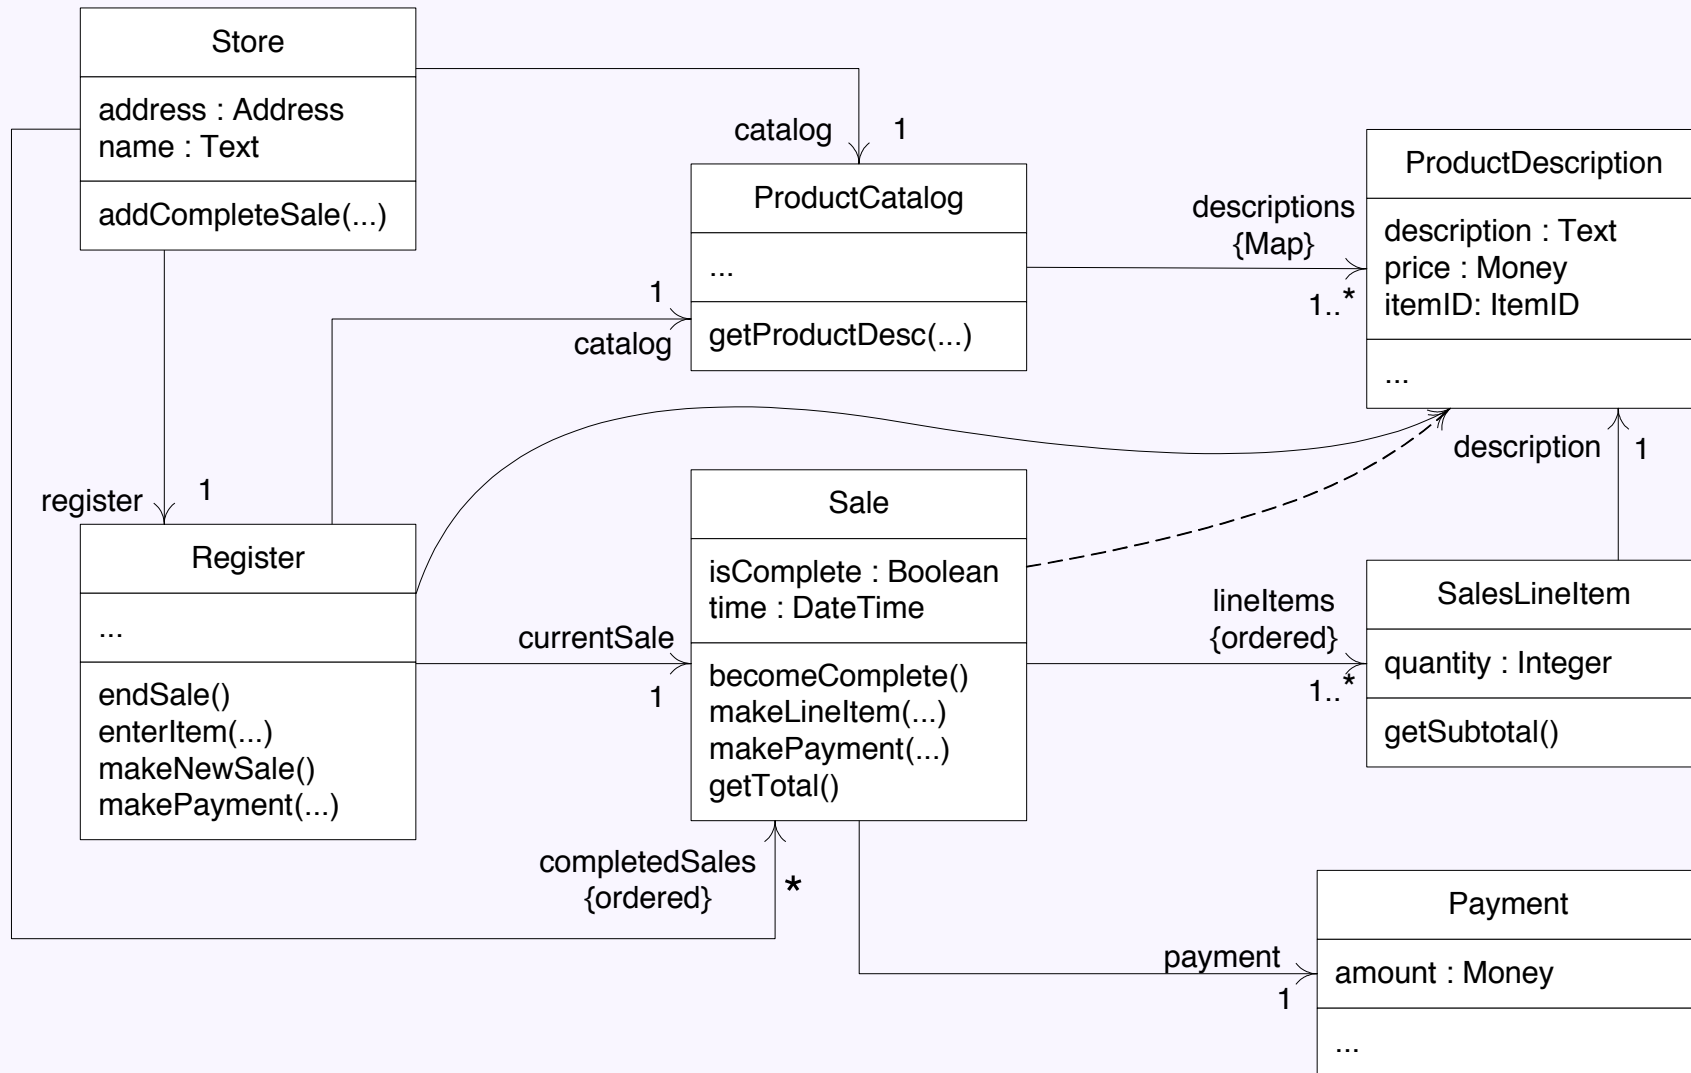 Store
address : Address
name : Text
addCompleteSale(...)
catalog
1
ProductCatalog
...
getProductDesc(...)
descriptions
{Map}
1..*
ProductDescription
description : Text
price : Money
itemID: ItemID
...
1
catalog
register
1
description
1
Register
...
endSale()
enterItem(...)
makeNewSale()
makePayment(...)
currentSale
1
Sale
isComplete : Boolean
time : DateTime
becomeComplete()
makeLineItem(...)
makePayment(...)
getTotal()
lineItems
{ordered}
1..*
SalesLineItem
quantity : Integer
getSubtotal()
completedSales
{ordered}
*
payment
1
Payment
amount : Money
...